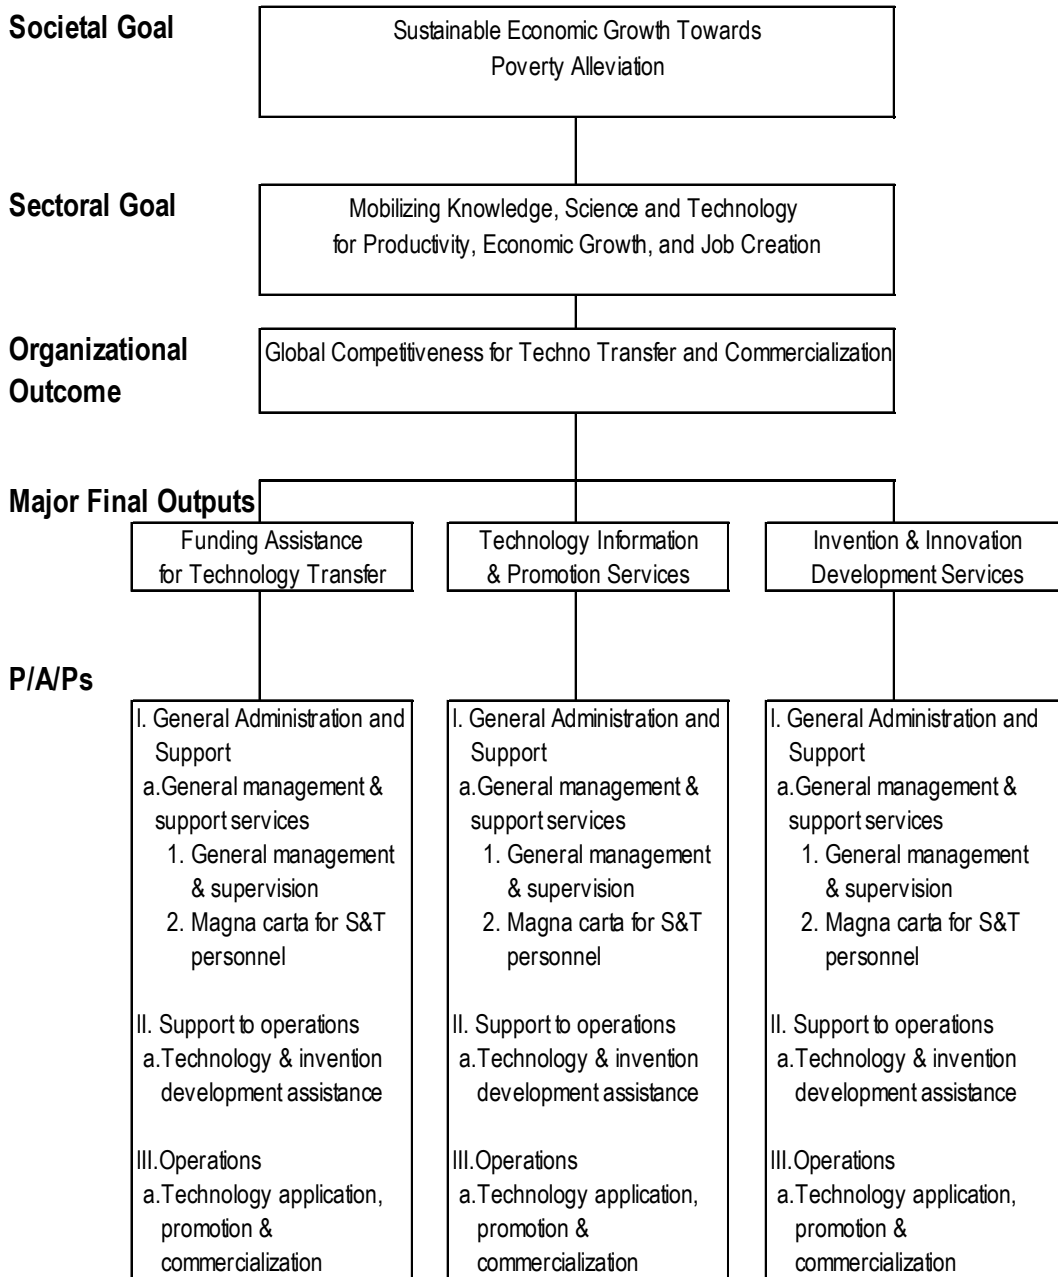 Societal Goal
Sustainable Economic Growth Towards
Poverty Alleviation
Sectoral Goal
Mobilizing Knowledge, Science and Technology
for Productivity, Economic Growth, and Job Creation
Organizational
Outcome
Global Competitiveness for Techno Transfer and Commercialization
Major Final Outputs
Funding Assistance
for Technology Transfer
Technology Information
& Promotion Services
Invention & Innovation
Development Services
P/A/Ps
I. General Administration and
Support
a.General management &
support services
1. General management
& supervision
2. Magna carta for S&T
personnel
II. Support to operations
a.Technology & invention
development assistance
III.Operations
a.Technology application,
promotion &
commercialization
I. General Administration and
Support
a.General management &
support services
1. General management
& supervision
2. Magna carta for S&T
personnel
II. Support to operations
a.Technology & invention
development assistance
III.Operations
a.Technology application,
promotion &
commercialization
I. General Administration and
Support
a.General management &
support services
1. General management
& supervision
2. Magna carta for S&T
personnel
II. Support to operations
a.Technology & invention
development assistance
III.Operations
a.Technology application,
promotion &
commercialization